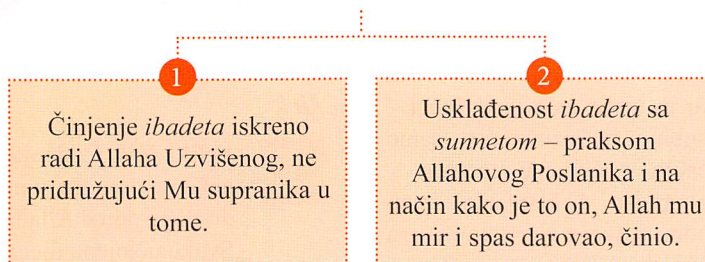 1
Činjenje ibadeta iskreno
radi Allaha Uzvišenog, ne
pridružujući Mu supranika u
tome.
2
Usklađenost ibadeta sa
sunnetom – praksom
Allahovog Poslanika i na
način kako je to on, Allah mu
mir i spas darovao, činio.